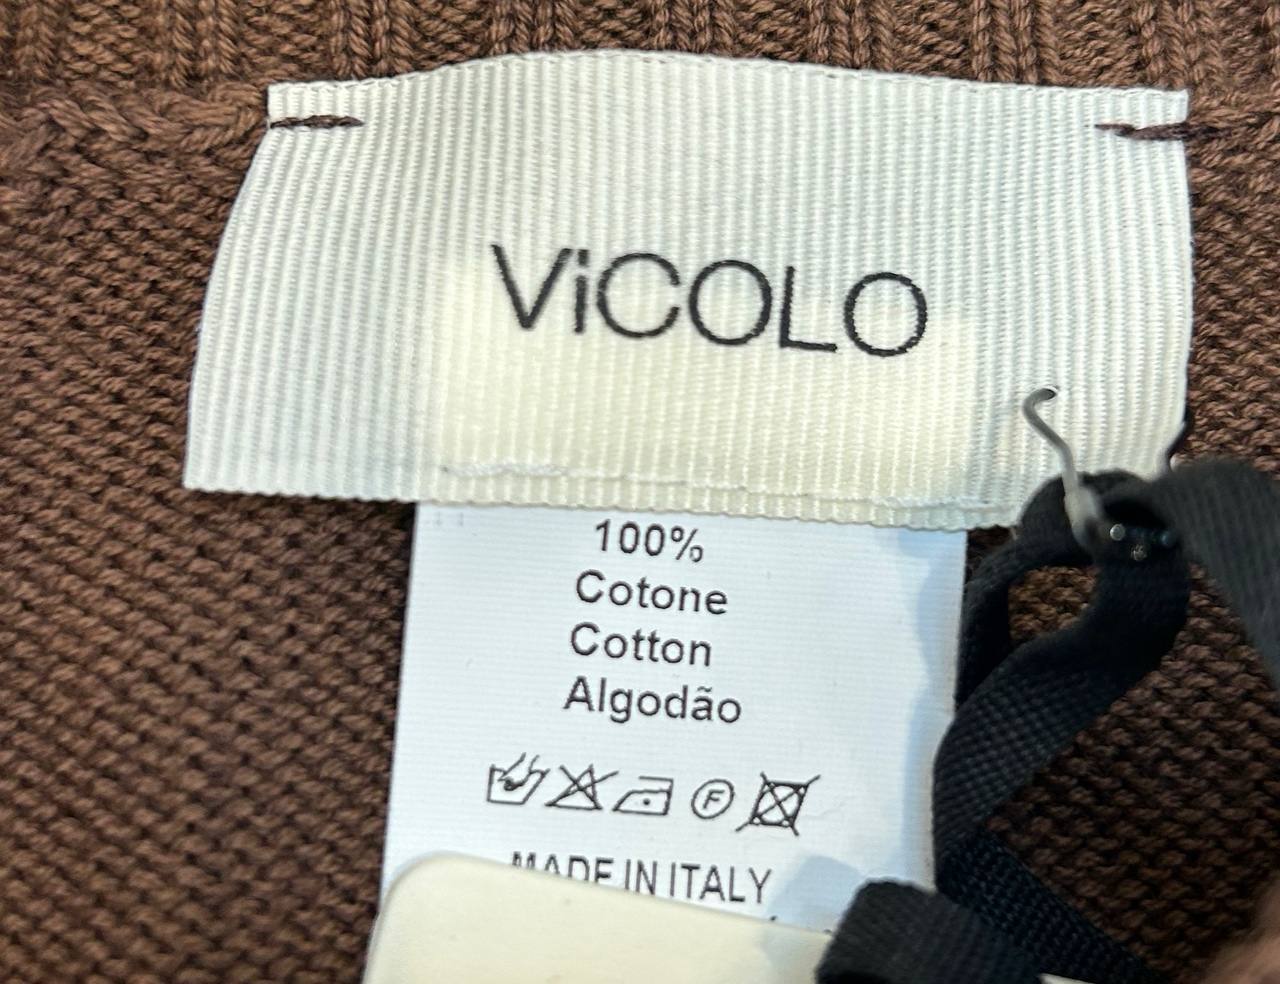 ViCOLO
100%
Cotone
Cotton
Algodão
F
MADE IN ITALY